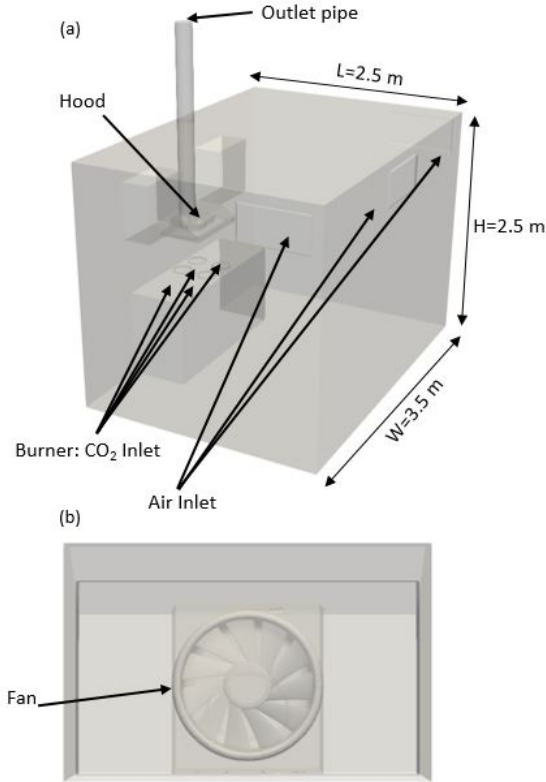 (a)
Outlet pipe
L=2.5 m
Hood
H=2.5 m
W=3.5 m
Burner: CO₂ Inlet
Air Inlet
(b)
Fan